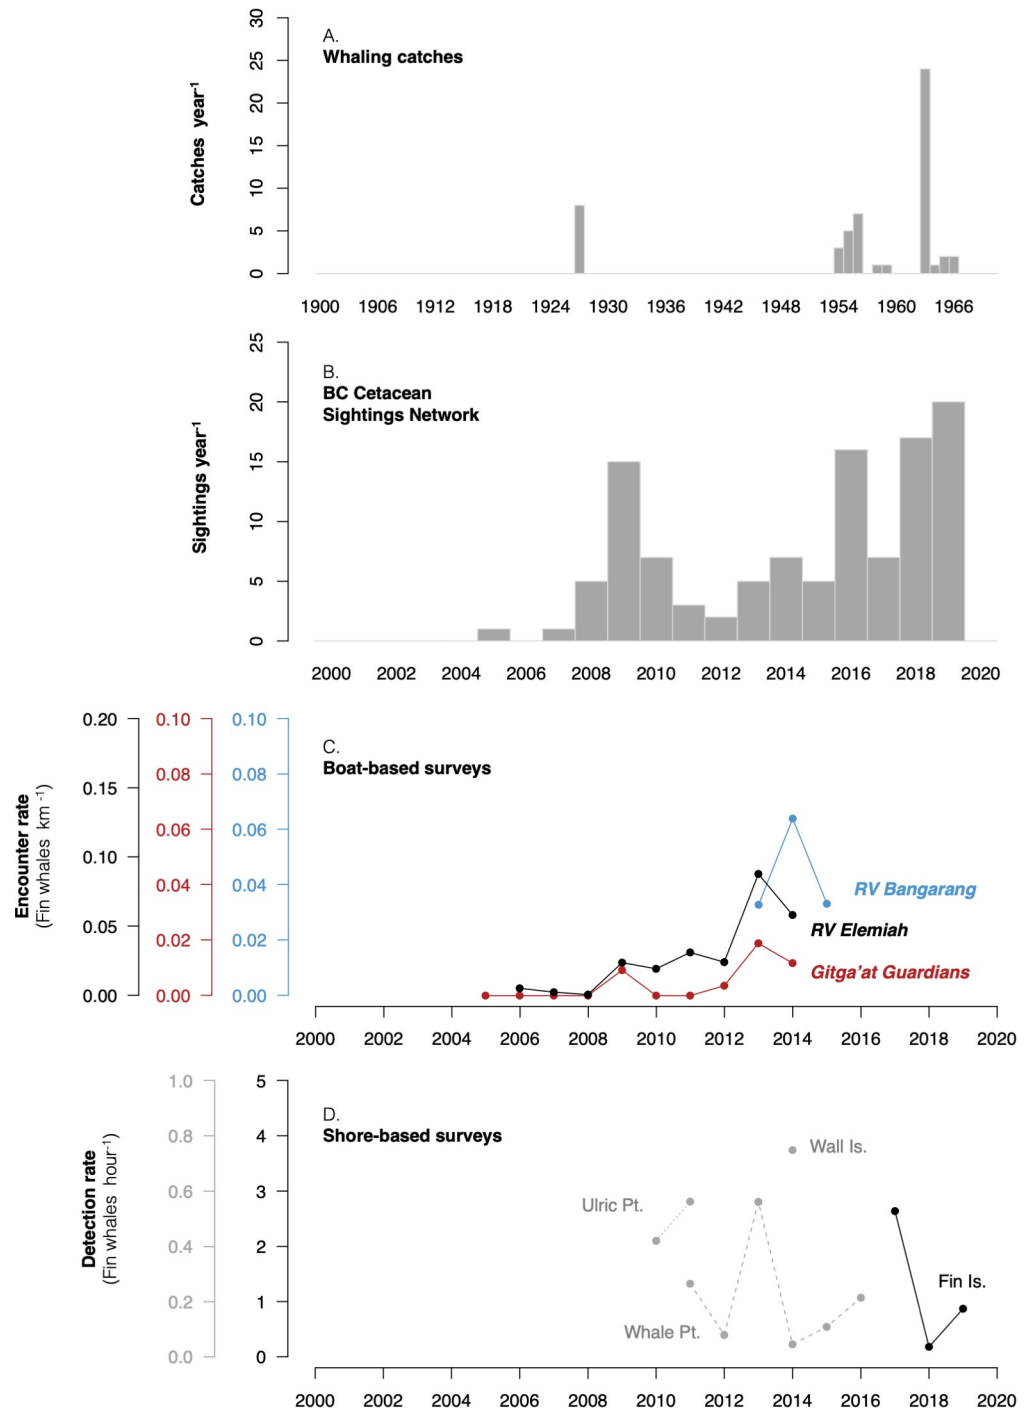 A.
Whaling catches
Catches year-1
30
25
20
15
10
5
0
1900 1906 1912 1918 1924 1930 1936 1942 1948 1954 1960 1966
B.
BC Cetacean
Sightings Network
Sightings year-1
25
20
15
10
5
0
2000 2002 2004 2006 2008 2010 2012 2014 2016 2018 2020
C.
Boat-based surveys
Encounter rate
(Fin whales km -1)
0.20 0.10 0.10
0.15 0.08 0.08
0.10 0.06 0.06
0.05 0.04 0.04
0.00 0.02 0.02
0.00 0.00
RV Bangarang
RV Elemiah
Gitga'at Guardians
2000 2002 2004 2006 2008 2010 2012 2014 2016 2018 2020
D.
Shore-based surveys
Detection rate
(Fin whales hour-1)
1.0 5
0.8 4
0.6 3
0.4 2
0.2 1
0.0 0
Wall Is.
Ulric Pt.
Fin Is.
Whale Pt.
2000 2002 2004 2006 2008 2010 2012 2014 2016 2018 2020